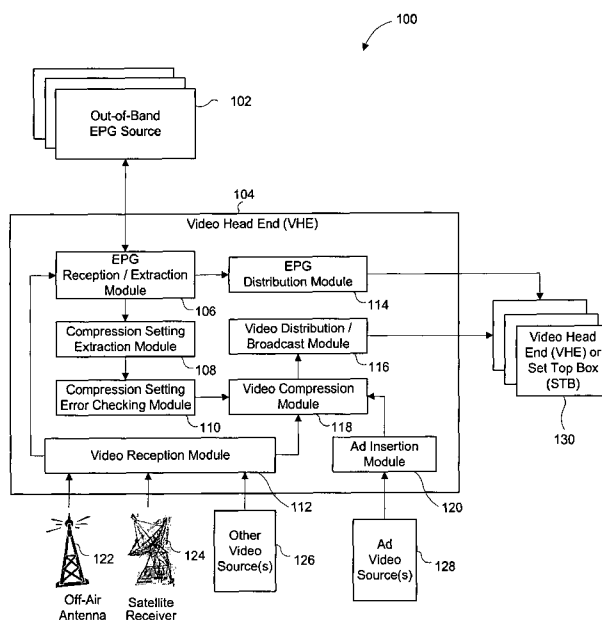 100
102
Out-of-Band
EPG Source
104
Video Head End (VHE)
EPG
Reception / Extraction
Module
106
EPG
Distribution Module
114
Compression Setting
Extraction Module
108
Video Distribution /
Broadcast Module
116
Video Head
End (VHE) or
Set Top Box
(STB)
130
Compression Setting
Error Checking Module
110
Video Compression
Module
118
Video Reception Module
112
Ad Insertion
Module
120
122
Off-Air
Antenna
124
Satellite
Receiver
Other
Video
Source(s)
126
Ad
Video
Source(s)
128